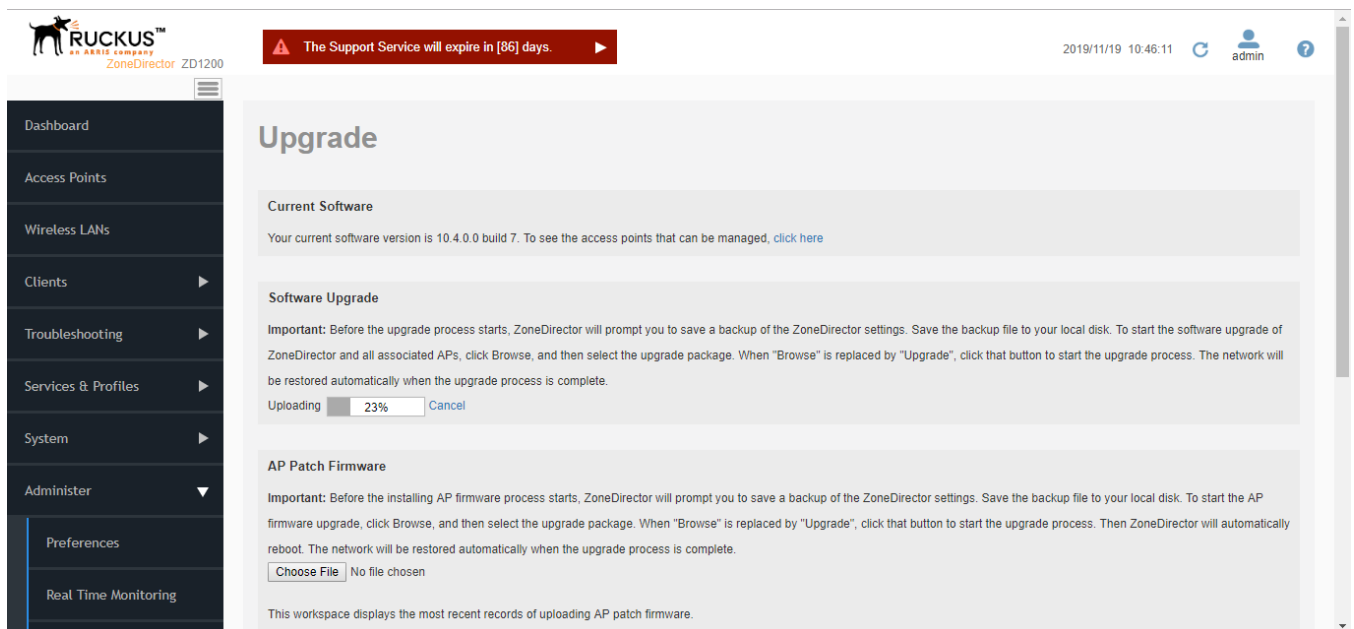 RUCKUS™
an ARRIS company
ZoneDirector ZD1200
The Support Service will expire in [86] days.
2019/11/19 10:46:11
admin
?
Dashboard
Access Points
Wireless LANs
Clients
Troubleshooting
Services & Profiles
System
Administer
Preferences
Real Time Monitoring
Upgrade
Current Software
Your current software version is 10.4.0.0 build 7. To see the access points that can be managed, click here
Software Upgrade
Important: Before the upgrade process starts, ZoneDirector will prompt you to save a backup of the ZoneDirector settings. Save the backup file to your local disk. To start the software upgrade of
ZoneDirector and all associated APs, click Browse, and then select the upgrade package. When "Browse" is replaced by "Upgrade", click that button to start the upgrade process. The network will
be restored automatically when the upgrade process is complete.
Uploading 23% Cancel
AP Patch Firmware
Important: Before the installing AP firmware process starts, ZoneDirector will prompt you to save a backup of the ZoneDirector settings. Save the backup file to your local disk. To start the AP
firmware upgrade, click Browse, and then select the upgrade package. When "Browse" is replaced by "Upgrade", click that button to start the upgrade process. Then ZoneDirector will automatically
reboot. The network will be restored automatically when the upgrade process is complete.
Choose File No file chosen
This workspace displays the most recent records of uploading AP patch firmware.